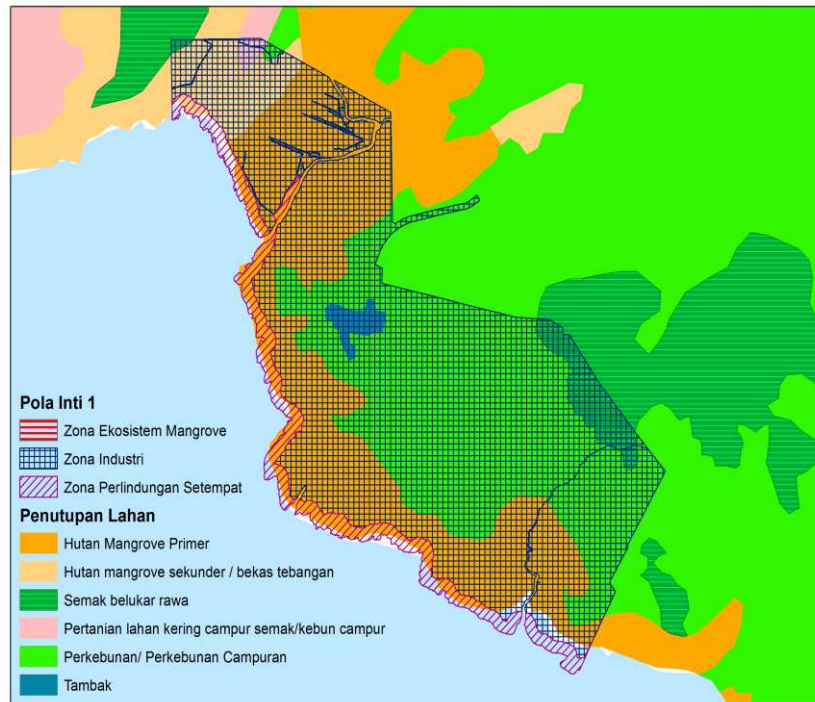 Pola Inti 1
Zona Ekosistem Mangrove
Zona Industri
Zona Perlindungan Setempat
Penutupan Lahan
Hutan Mangrove Primer
Hutan mangrove sekunder / bekas tebangan
Semak belukar rawa
Pertanian lahan kering campur semak/kebun campur
Perkebunan/ Perkebunan Campuran
Tambak